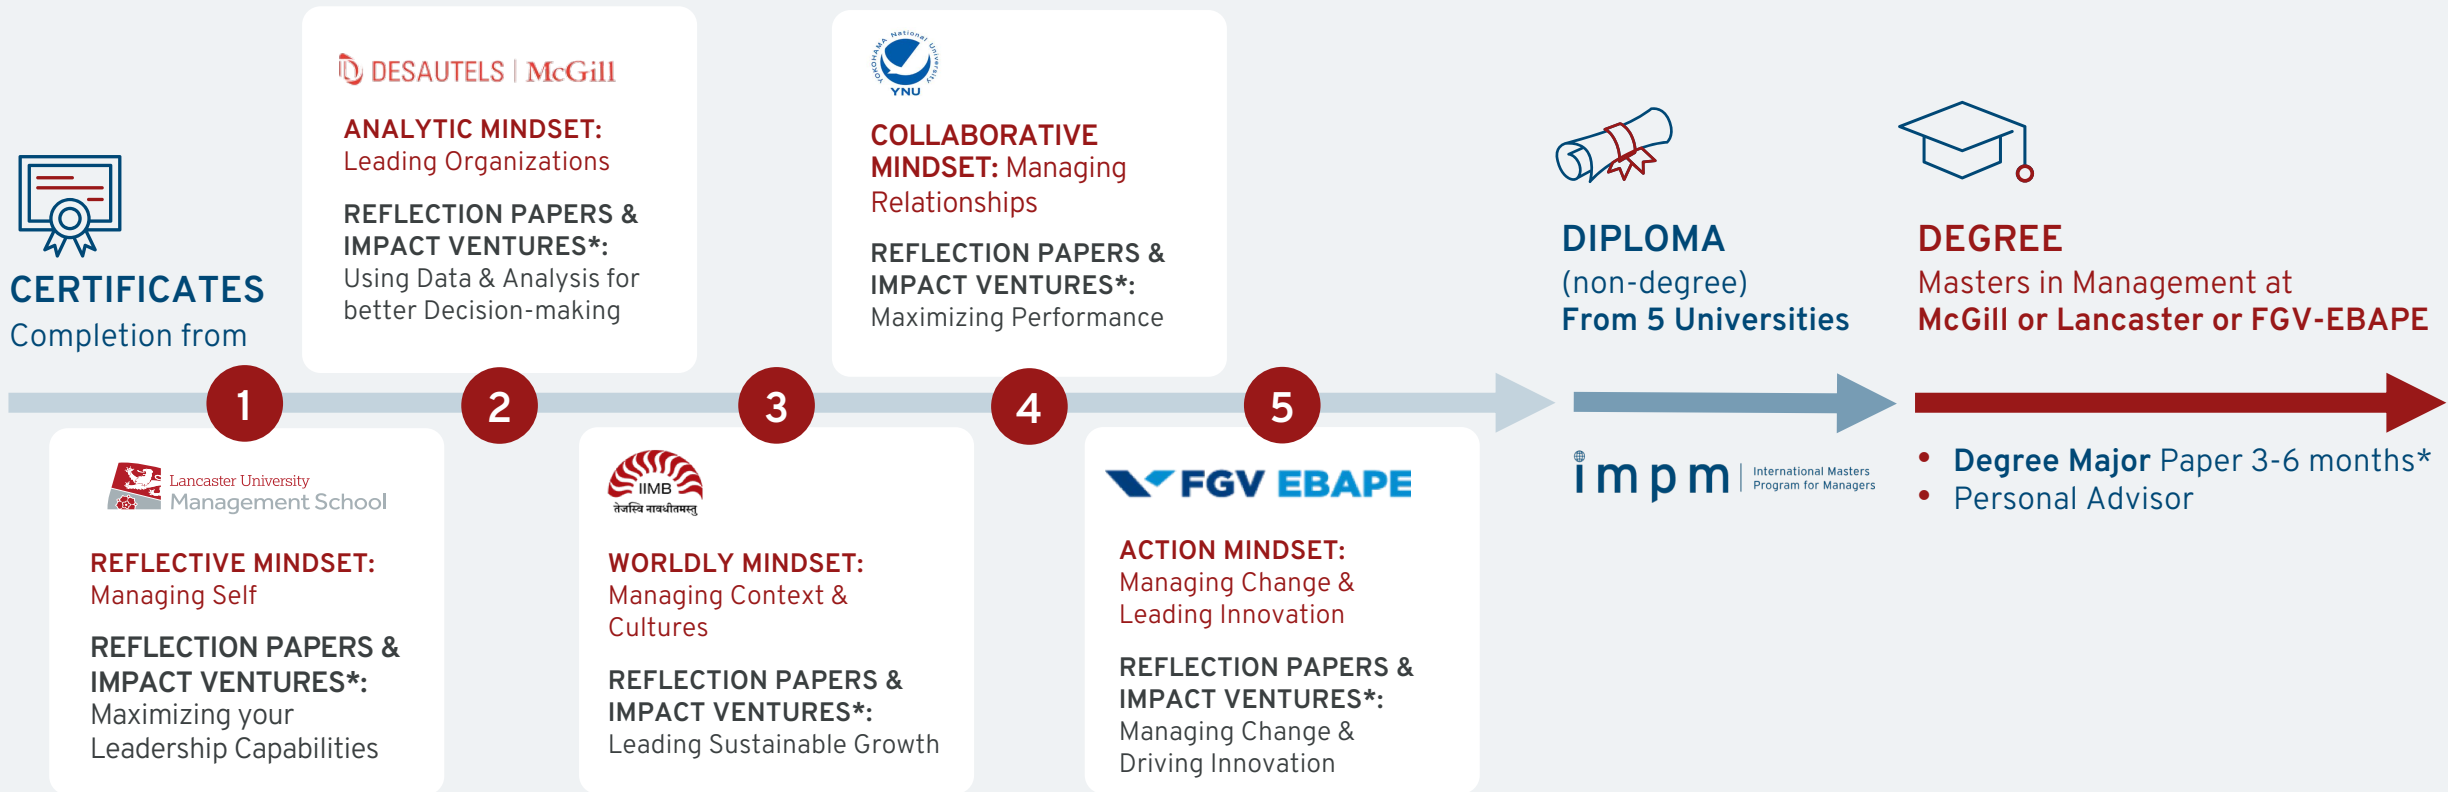 CERTIFICATES
Completion from
1
Lancaster University
Management School
REFLECTIVE MINDSET:
Managing Self
REFLECTION PAPERS &
IMPACT VENTURES*:
Maximizing your
Leadership Capabilities
DESAUTELS | McGill
ANALYTIC MINDSET:
Leading Organizations
REFLECTION PAPERS &
IMPACT VENTURES*:
Using Data & Analysis for
better Decision-making
2
3
IIMB
तेजस्वि नावधीतमस्तु
WORLDLY MINDSET:
Managing Context &
Cultures
REFLECTION PAPERS &
IMPACT VENTURES*:
Leading Sustainable Growth
YOKOHAMA National University
YNU
COLLABORATIVE
MINDSET: Managing
Relationships
REFLECTION PAPERS &
IMPACT VENTURES*:
Maximizing Performance
4
5
FGV EBAPE
ACTION MINDSET:
Managing Change &
Leading Innovation
REFLECTION PAPERS &
IMPACT VENTURES*:
Managing Change &
Driving Innovation
DIPLOMA
(non-degree)
From 5 Universities
impm | International Masters
Program for Managers
DEGREE
Masters in Management at
McGill or Lancaster or FGV-EBAPE
• Degree Major Paper 3-6 months*
• Personal Advisor